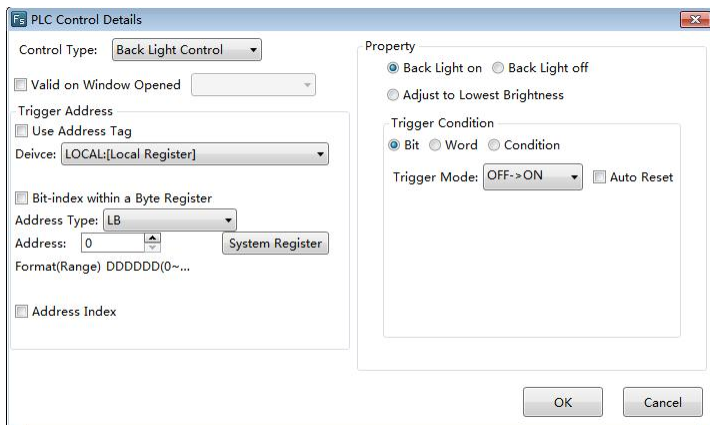 Fs PLC Control Details
Control Type: Back Light Control
Valid on Window Opened
Trigger Address
Use Address Tag
Deivce: LOCAL:[Local Register]
Bit-index within a Byte Register
Address Type: LB
Address: 0 System Register
Format(Range) DDDDDD(0~...
Address Index
Property
Back Light on Back Light off
Adjust to Lowest Brightness
Trigger Condition
Bit Word Condition
Trigger Mode: OFF->ON Auto Reset
OK Cancel